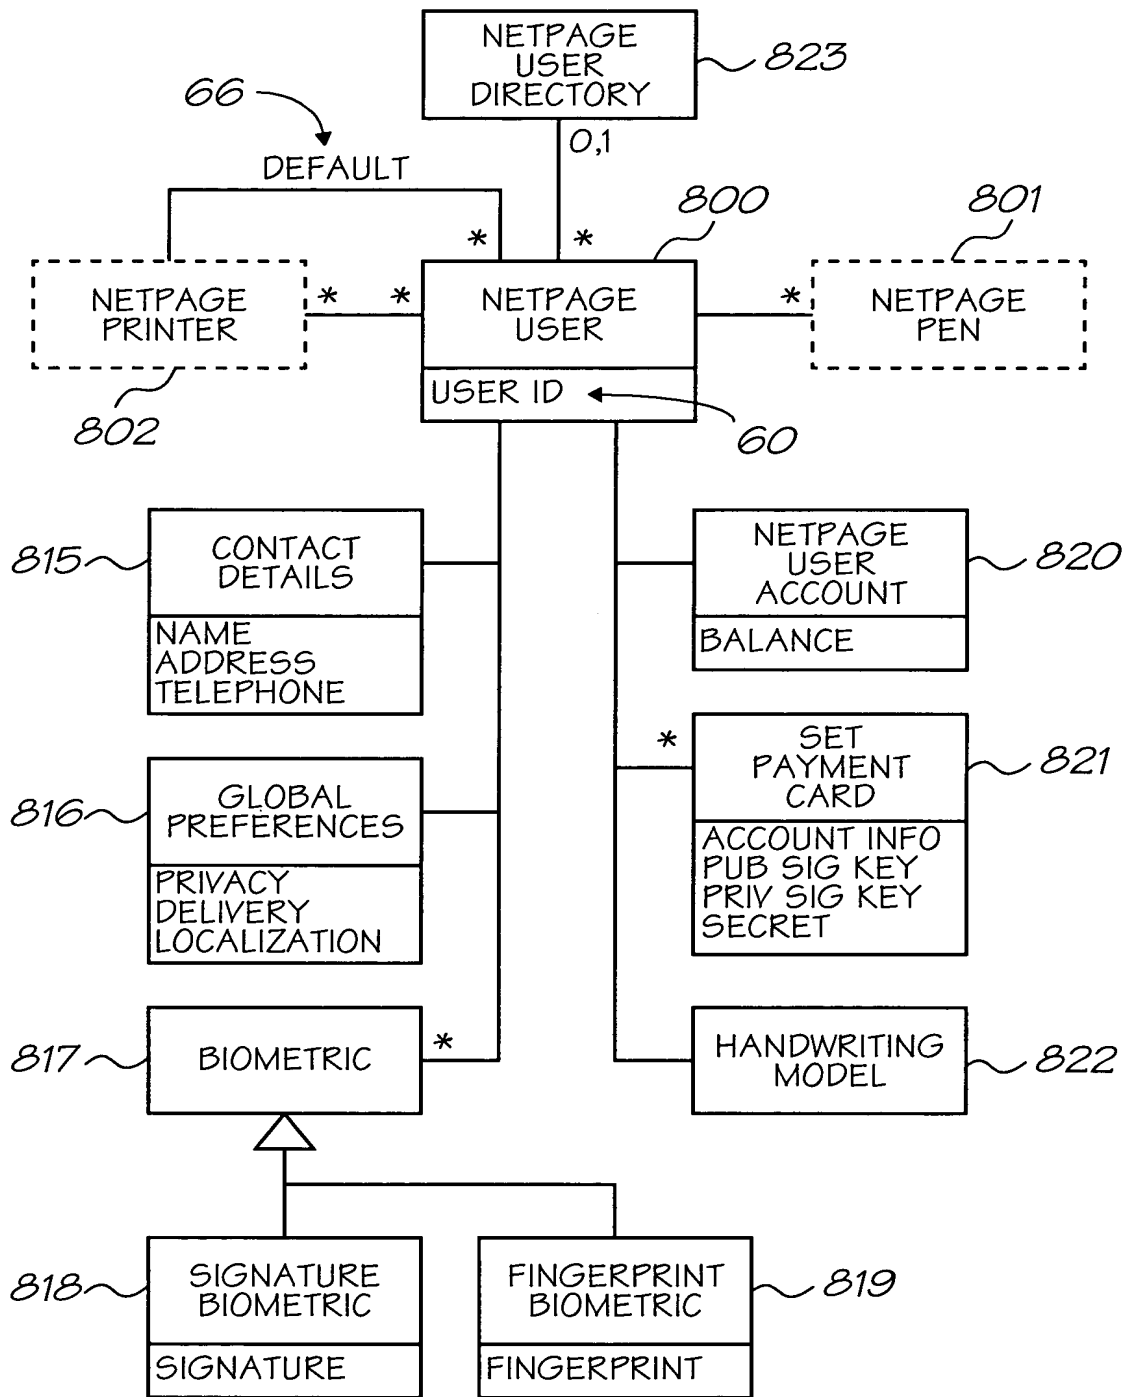 NETPAGE
USER
DIRECTORY
823
66
DEFAULT
0,1
*
*
800
801
NETPAGE
PRINTER
*
*
NETPAGE
USER
*
NETPAGE
PEN
802
USER ID
60
815
CONTACT
DETAILS
NAME
ADDRESS
TELEPHONE
NETPAGE
USER
ACCOUNT
820
BALANCE
816
GLOBAL
PREFERENCES
PRIVACY
DELIVERY
LOCALIZATION
*
SET
PAYMENT
CARD
821
ACCOUNT INFO
PUB SIG KEY
PRIV SIG KEY
SECRET
817
BIOMETRIC
*
HANDWRITING
MODEL
822
818
SIGNATURE
BIOMETRIC
SIGNATURE
FINGERPRINT
BIOMETRIC
819
FINGERPRINT